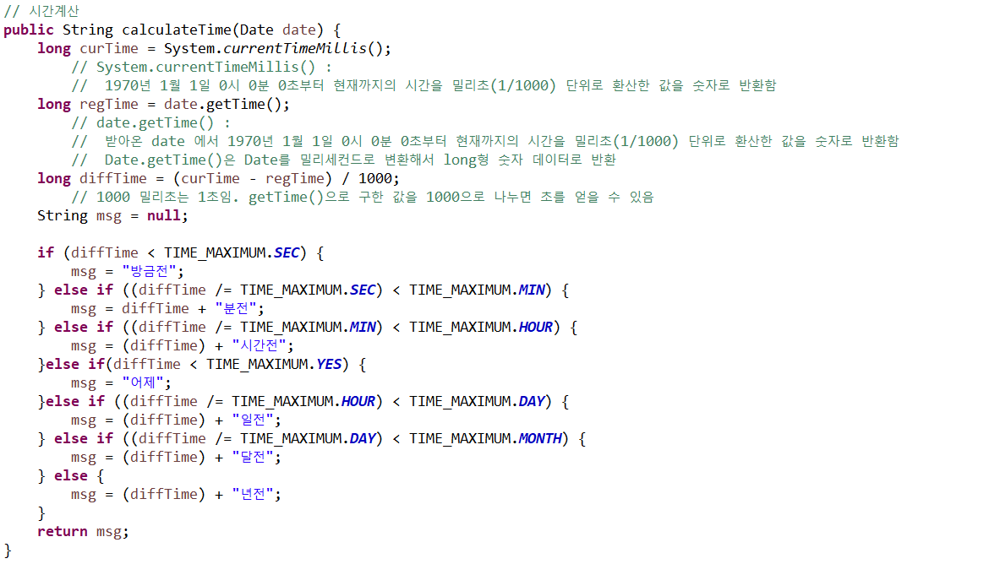 // 시간계산
public String calculateTime(Date date) {
    long curTime = System.currentTimeMillis();
        // System.currentTimeMillis() :
        //  1970년 1월 1일 0시 0분 0초부터 현재까지의 시간을 밀리초(1/1000) 단위로 환산한 값을 숫자로 반환함
    long regTime = date.getTime();
        // date.getTime() :
        //  받아온 date 에서 1970년 1월 1일 0시 0분 0초부터 현재까지의 시간을 밀리초(1/1000) 단위로 환산한 값을 숫자로 반환함
        //  Date.getTime()은 Date를 밀리세컨드로 변환해서 long형 숫자 데이터로 반환
    long diffTime = (curTime - regTime) / 1000;
        // 1000 밀리초는 1초임. getTime()으로 구한 값을 1000으로 나누면 초를 얻을 수 있음
    String msg = null;

    if (diffTime < TIME_MAXIMUM.SEC) {
        msg = "방금전";
    } else if ((diffTime /= TIME_MAXIMUM.SEC) < TIME_MAXIMUM.MIN) {
        msg = diffTime + "분전";
    } else if ((diffTime /= TIME_MAXIMUM.MIN) < TIME_MAXIMUM.HOUR) {
        msg = (diffTime) + "시간전";
    }else if(diffTime < TIME_MAXIMUM.YES) {
        msg = "어제";
    }else if ((diffTime /= TIME_MAXIMUM.HOUR) < TIME_MAXIMUM.DAY) {
        msg = (diffTime) + "일전";
    } else if ((diffTime /= TIME_MAXIMUM.DAY) < TIME_MAXIMUM.MONTH) {
        msg = (diffTime) + "달전";
    } else {
        msg = (diffTime) + "년전";
    }
    return msg;
}